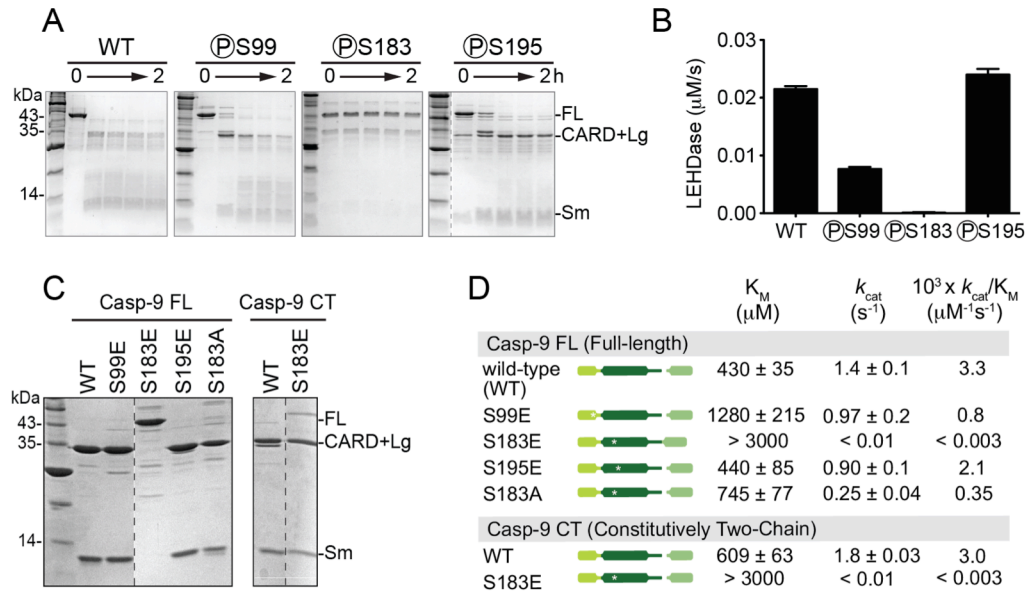 A
WT
ⓅS99
ⓅS183
ⓅS195
0 → 2
0 → 2
0 → 2
0 → 2 h
kDa
43-
35-
14-
-FL
-CARD+Lg
-Sm
B
LEHDase (μM/s)
0.03
0.02
0.01
0.00
WT ⓅS99 ⓅS183 ⓅS195
C
Casp-9 FL
Casp-9 CT
WT
S99E
S183E
S195E
S183A
WT
S183E
kDa
43-
35-
14-
-FL
-CARD+Lg
-Sm
D
KM kcat 10³ x kcat/KM
(μM) (s⁻¹) (μM⁻¹s⁻¹)
Casp-9 FL (Full-length)
wild-type 430 ± 35 1.4 ± 0.1 3.3
(WT)
S99E 1280 ± 215 0.97 ± 0.2 0.8
S183E * > 3000 < 0.01 < 0.003
S195E * 440 ± 85 0.90 ± 0.1 2.1
S183A * 745 ± 77 0.25 ± 0.04 0.35
Casp-9 CT (Constitutively Two-Chain)
WT 609 ± 63 1.8 ± 0.03 3.0
S183E * > 3000 < 0.01 < 0.003